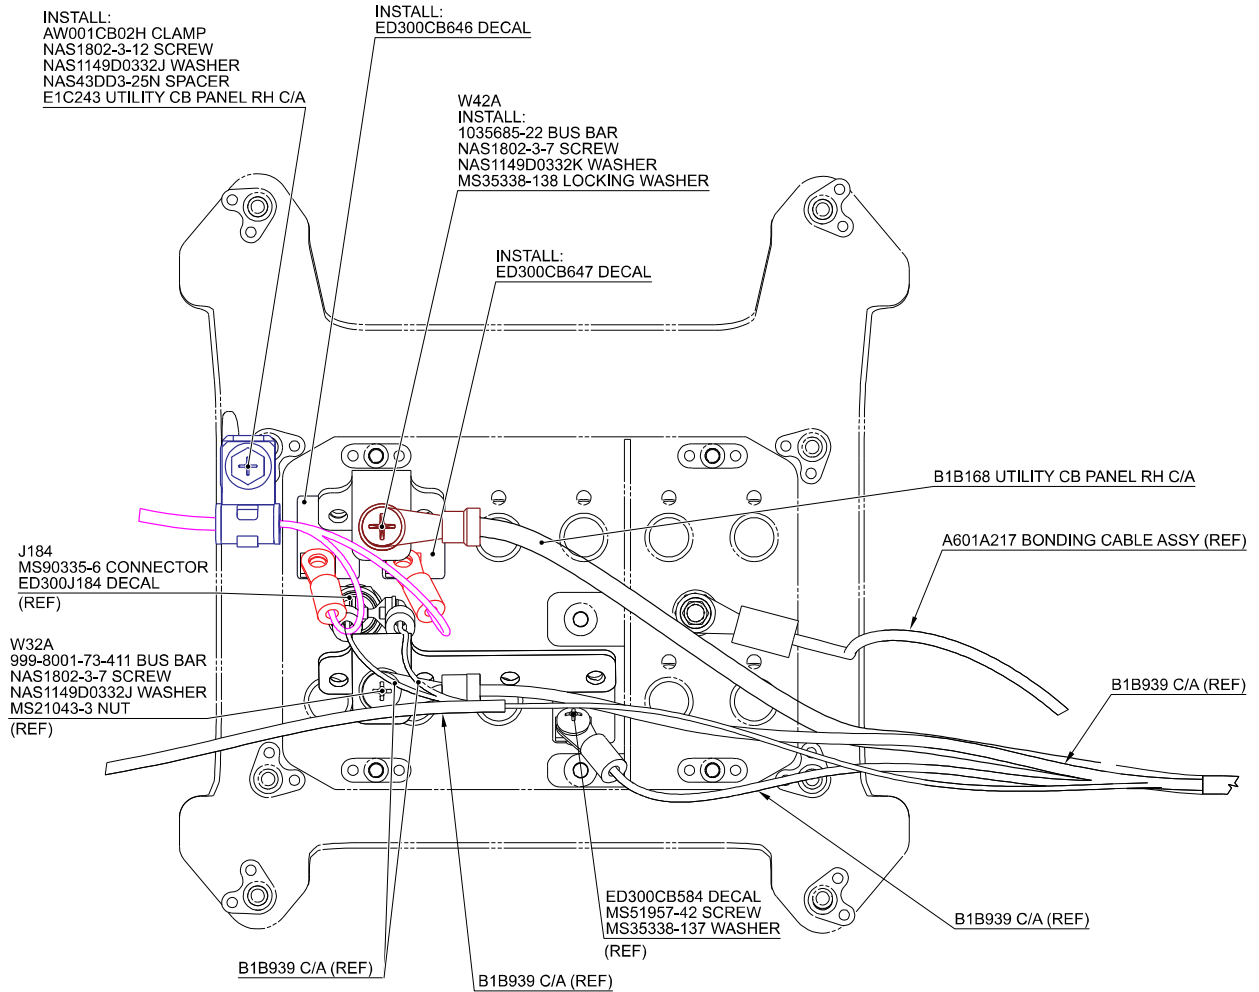 INSTALL:
AW001CB02H CLAMP
NAS1802-3-12 SCREW
NAS1149D0332J WASHER
NAS43DD3-25N SPACER
E1C243 UTILITY CB PANEL RH C/A
INSTALL:
ED300CB646 DECAL
W42A
INSTALL:
1035685-22 BUS BAR
NAS1802-3-7 SCREW
NAS1149D0332K WASHER
MS35338-138 LOCKING WASHER
INSTALL:
ED300CB647 DECAL
B1B168 UTILITY CB PANEL RH C/A
A601A217 BONDING CABLE ASSY (REF)
J184
MS90335-6 CONNECTOR
ED300J184 DECAL
(REF)
W32A
999-8001-73-411 BUS BAR
NAS1802-3-7 SCREW
NAS1149D0332J WASHER
MS21043-3 NUT
(REF)
B1B939 C/A (REF)
ED300CB584 DECAL
MS51957-42 SCREW
MS35338-137 WASHER
(REF)
B1B939 C/A (REF)
B1B939 C/A (REF)
B1B939 C/A (REF)